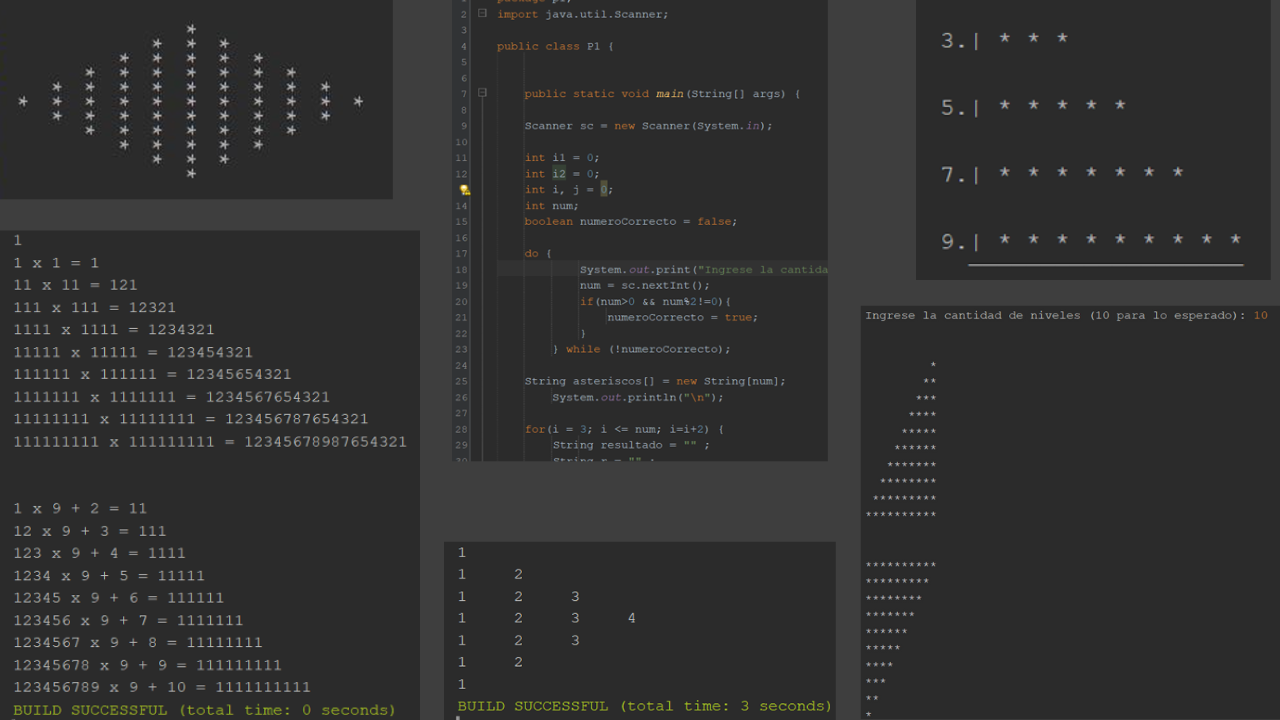 *
* * *
* * * * *
* * * * * * *
* * * * * * * * *
* * * * * * * * * * *
* * * * * * * * *
* * * * * * *
* * * * *
* * *
*
1
1 x 1 = 1
11 x 11 = 121
111 x 111 = 12321
1111 x 1111 = 1234321
11111 x 11111 = 123454321
111111 x 111111 = 12345654321
1111111 x 1111111 = 1234567654321
11111111 x 11111111 = 123456787654321
111111111 x 111111111 = 12345678987654321
1 x 9 + 2 = 11
12 x 9 + 3 = 111
123 x 9 + 4 = 1111
1234 x 9 + 5 = 11111
12345 x 9 + 6 = 111111
123456 x 9 + 7 = 1111111
1234567 x 9 + 8 = 11111111
12345678 x 9 + 9 = 111111111
123456789 x 9 + 10 = 1111111111
BUILD SUCCESSFUL (total time: 0 seconds)
2 import java.util.Scanner;
3
4 public class P1 {
5
6
7 public static void main(String[] args) {
8
9 Scanner sc = new Scanner(System.in);
10
11 int i1 = 0;
12 int i2 = 0;
int i, j = 0;
14 int num;
15 boolean numeroCorrecto = false;
16
17 do {
18 System.out.print("Ingrese la cantida
19 num = sc.nextInt();
20 if(num>0 && num%2!=0){
21 numeroCorrecto = true;
22 }
23 } while (!numeroCorrecto);
24
25 String asteriscos[] = new String[num];
26 System.out.println("\n");
27
28 for(i = 3; i <= num; i=i+2) {
29 String resultado = "" ;
1
1 2
1 2 3
1 2 3 4
1 2 3
1 2
1
BUILD SUCCESSFUL (total time: 3 seconds)
3.| * * *
5.| * * * * *
7.| * * * * * * *
9.| * * * * * * * * *
Ingrese la cantidad de niveles (10 para lo esperado): 10
*
**
***
****
*****
******
*******
********
*********
**********
**********
*********
********
*******
******
*****
****
***
**
*